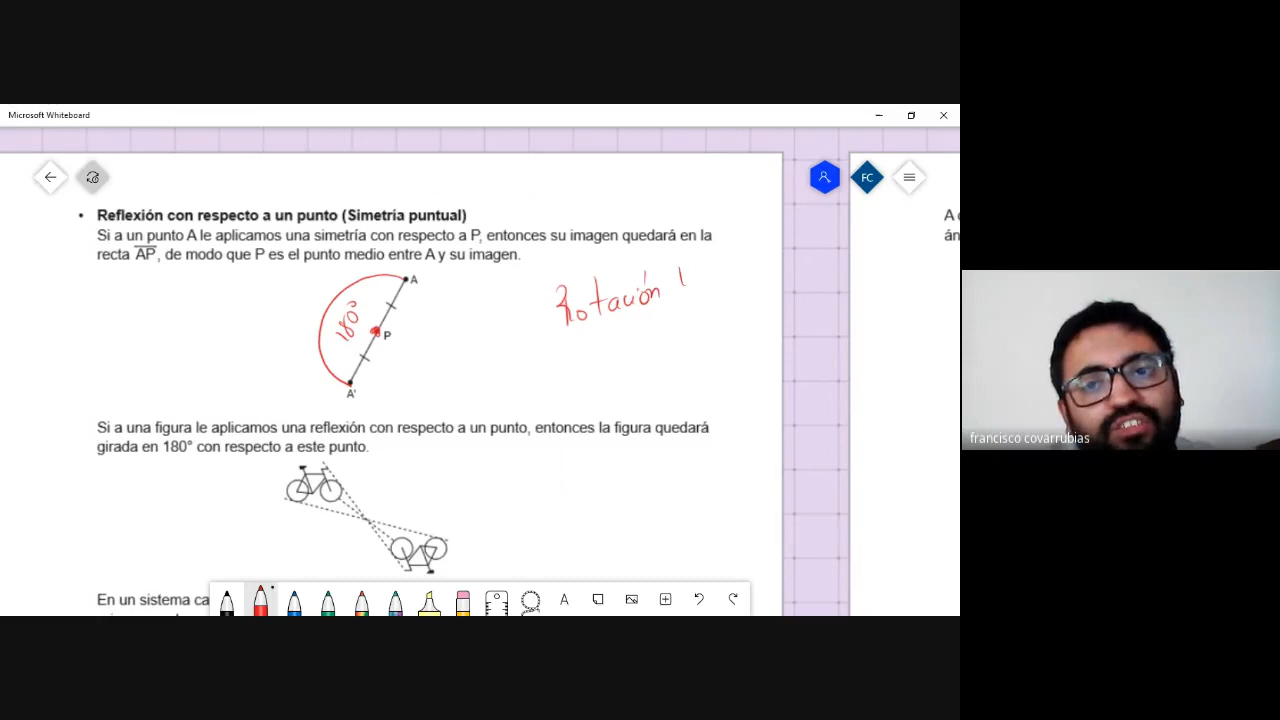 Microsoft Whiteboard
FC
• Reflexión con respecto a un punto (Simetría puntual)
Si a un punto A le aplicamos una simetría con respecto a P, entonces su imagen quedará en la
recta AP, de modo que P es el punto medio entre A y su imagen.
A
180°
P
A'
Rotación 1
Si a una figura le aplicamos una reflexión con respecto a un punto, entonces la figura quedará
girada en 180° con respecto a este punto.
En un sistema ca
A
A
án
francisco covarrubias